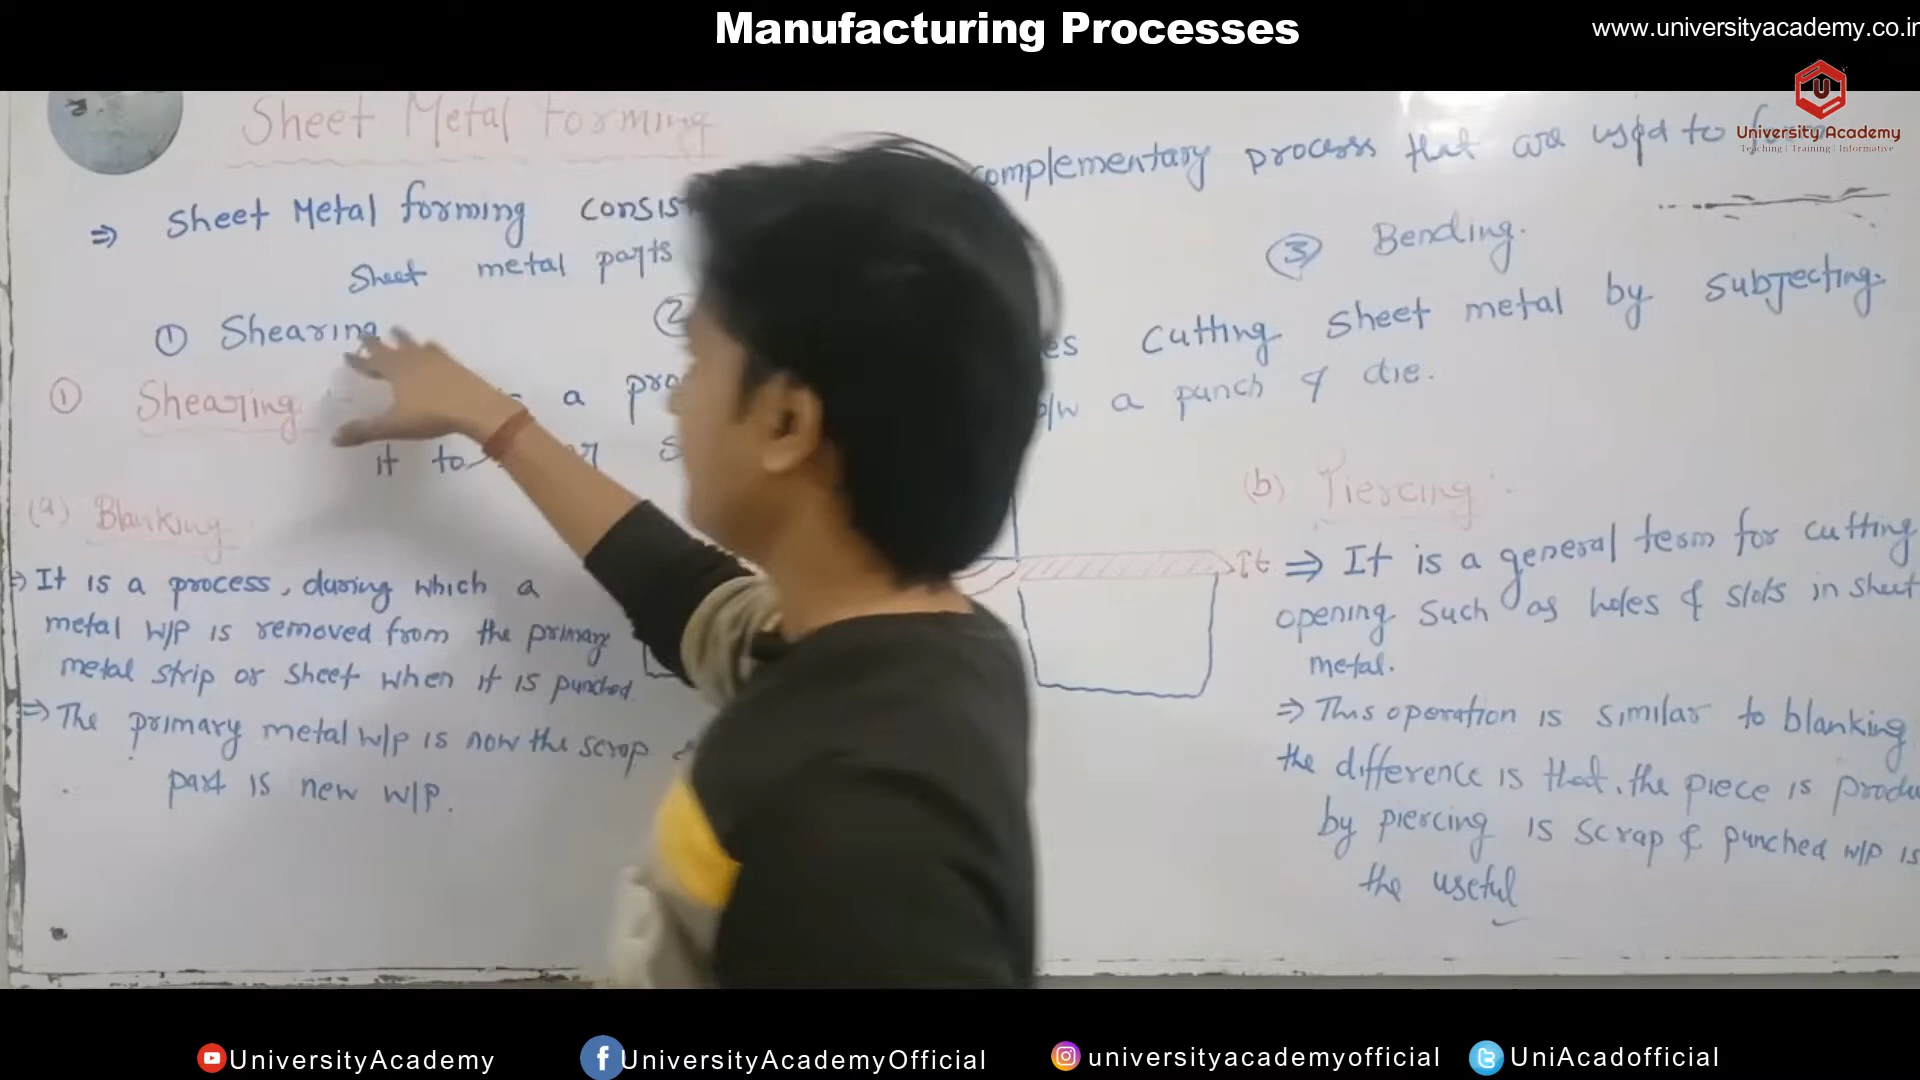 Manufacturing Processes
www.universityacademy.co.in
University Academy
Teaching | Training | Informative
Sheet Metal forming
⇒ Sheet Metal forming consis complementary process that are used to form
Sheet metal parts
① Shearing ② ③ Bending.
① Shearing a pro es Cutting Sheet metal by subjecting
it to b/w a punch & die.
(a) Blanking :
⇒ It is a process, during which a
metal W/P is removed from the primary
metal strip or sheet when it is punched.
⇒ The primary metal W/P is now the scrap &
part is new W/P.
t
(b) Piercing :
⇒ It is a general term for cutting
opening such as holes & slots in sheet
metal.
⇒ This operation is similar to blanking
the difference is that, the piece is produ
by piercing is scrap & punched w/p is
the useful
UniversityAcademy
UniversityAcademyOfficial
universityacademyofficial
UniAcadofficial